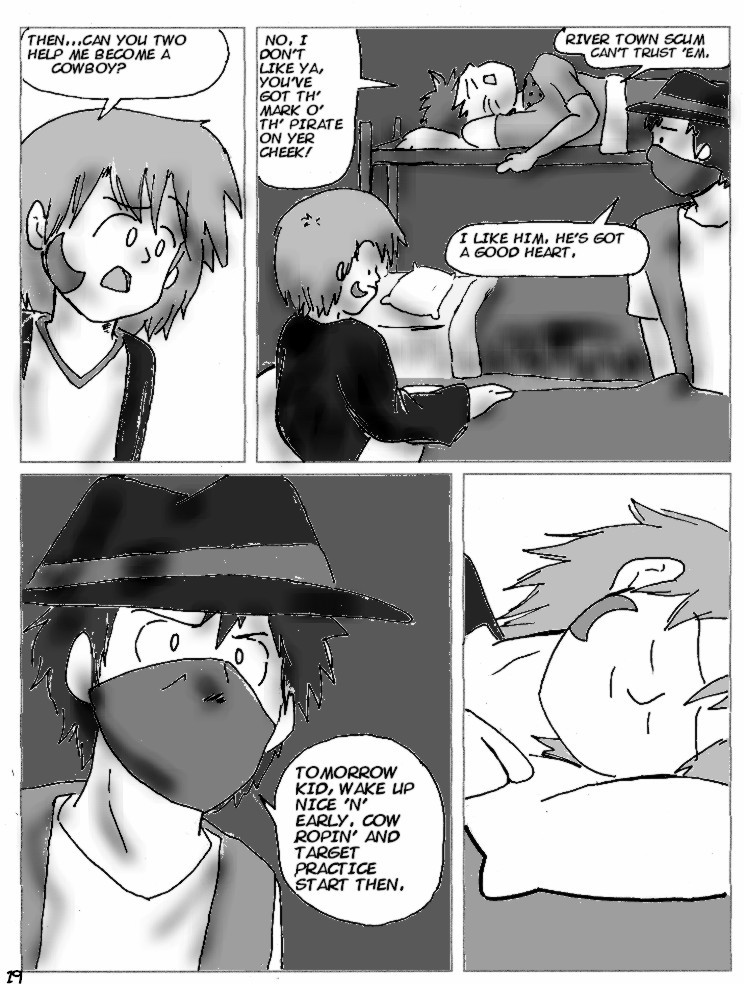 THEN...CAN YOU TWO
HELP ME BECOME A
COWBOY?
NO, I
DON'T
LIKE YA,
YOU'VE
GOT TH'
MARK O'
TH' PIRATE
ON YER
CHEEK!
RIVER TOWN SCUM
CAN'T TRUST 'EM.
I LIKE HIM. HE'S GOT
A GOOD HEART.
TOMORROW
KID, WAKE UP
NICE 'N'
EARLY. COW
ROPIN' AND
TARGET
PRACTICE
START THEN.
19